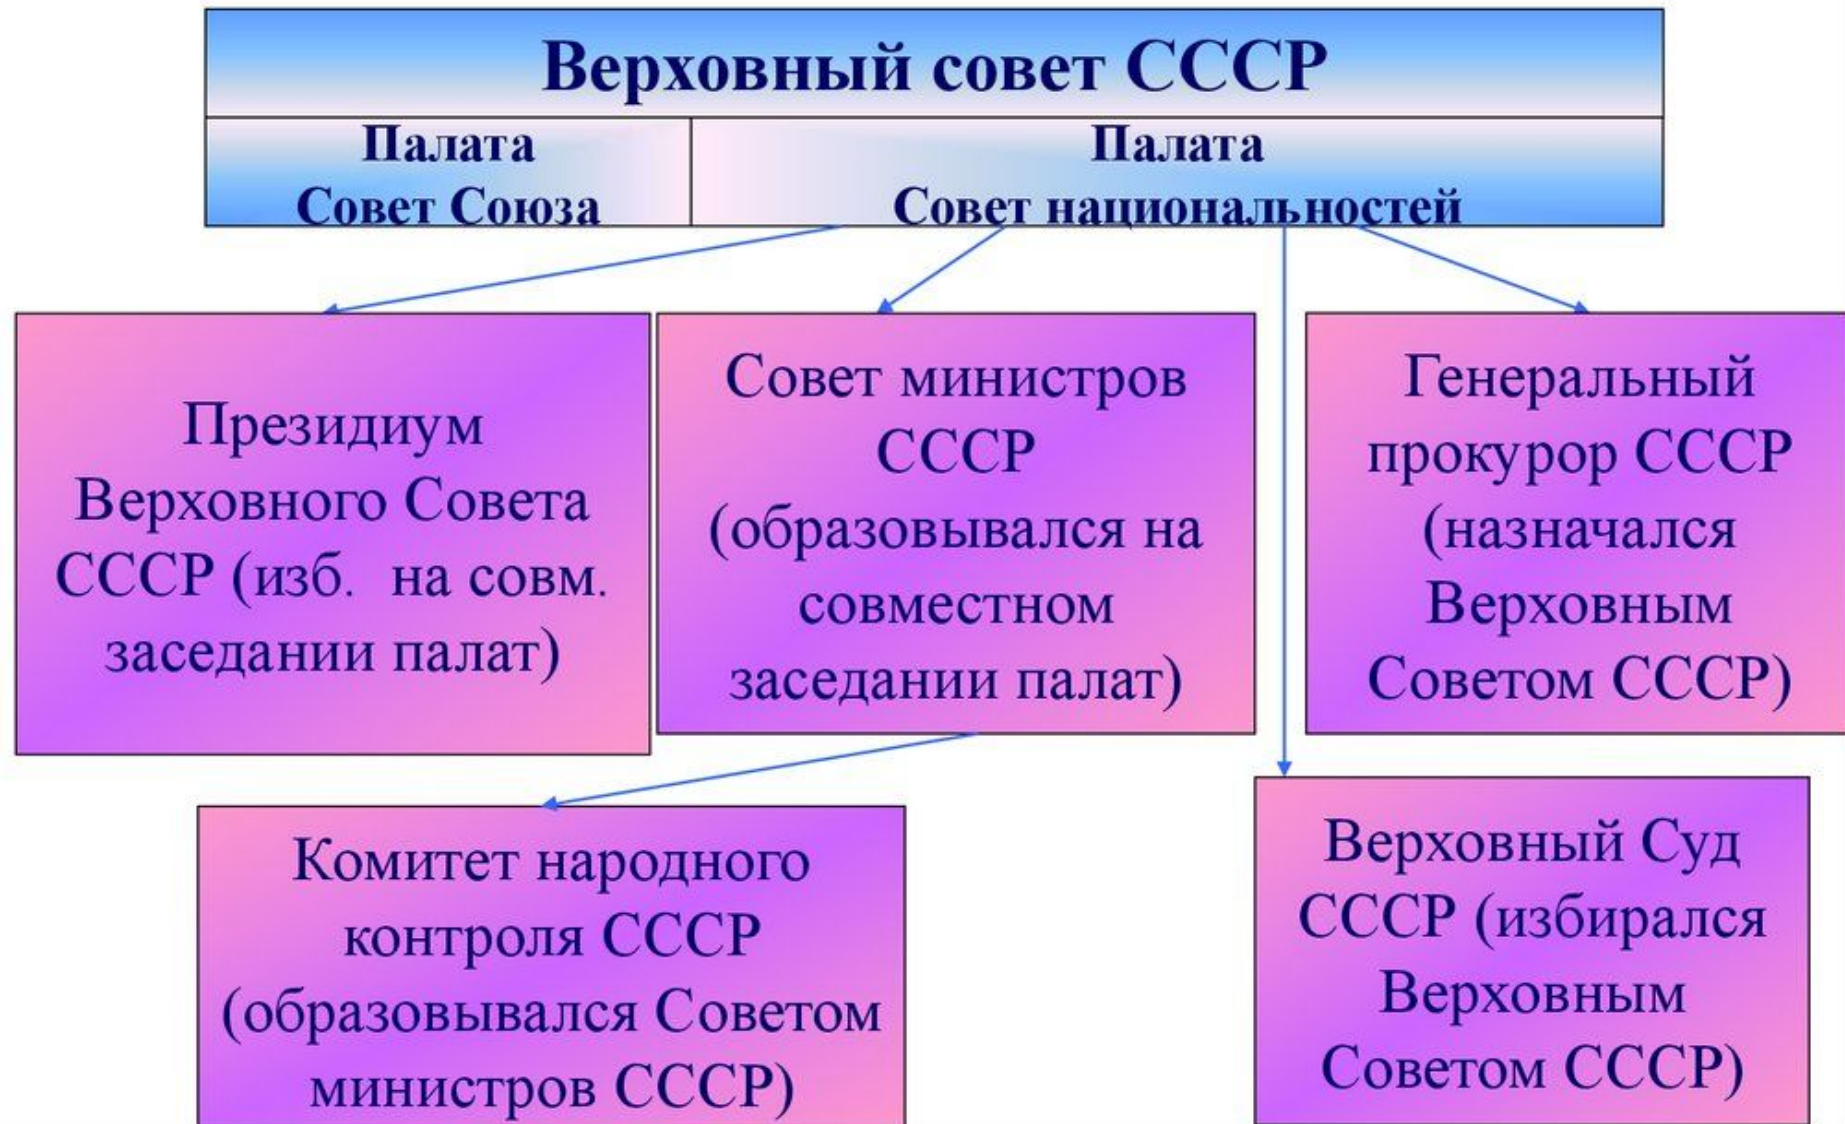 Верховный совет СССР
Палата
Совет Союза
Палата
Совет национальностей
Президиум
Верховного Совета
СССР (изб. на совм.
заседании палат)
Совет министров
СССР
(образовывался на
совместном
заседании палат)
Генеральный
прокурор СССР
(назначался
Верховным
Советом СССР)
Комитет народного
контроля СССР
(образовывался Советом
министров СССР)
Верховный Суд
СССР (избирался
Верховным
Советом СССР)